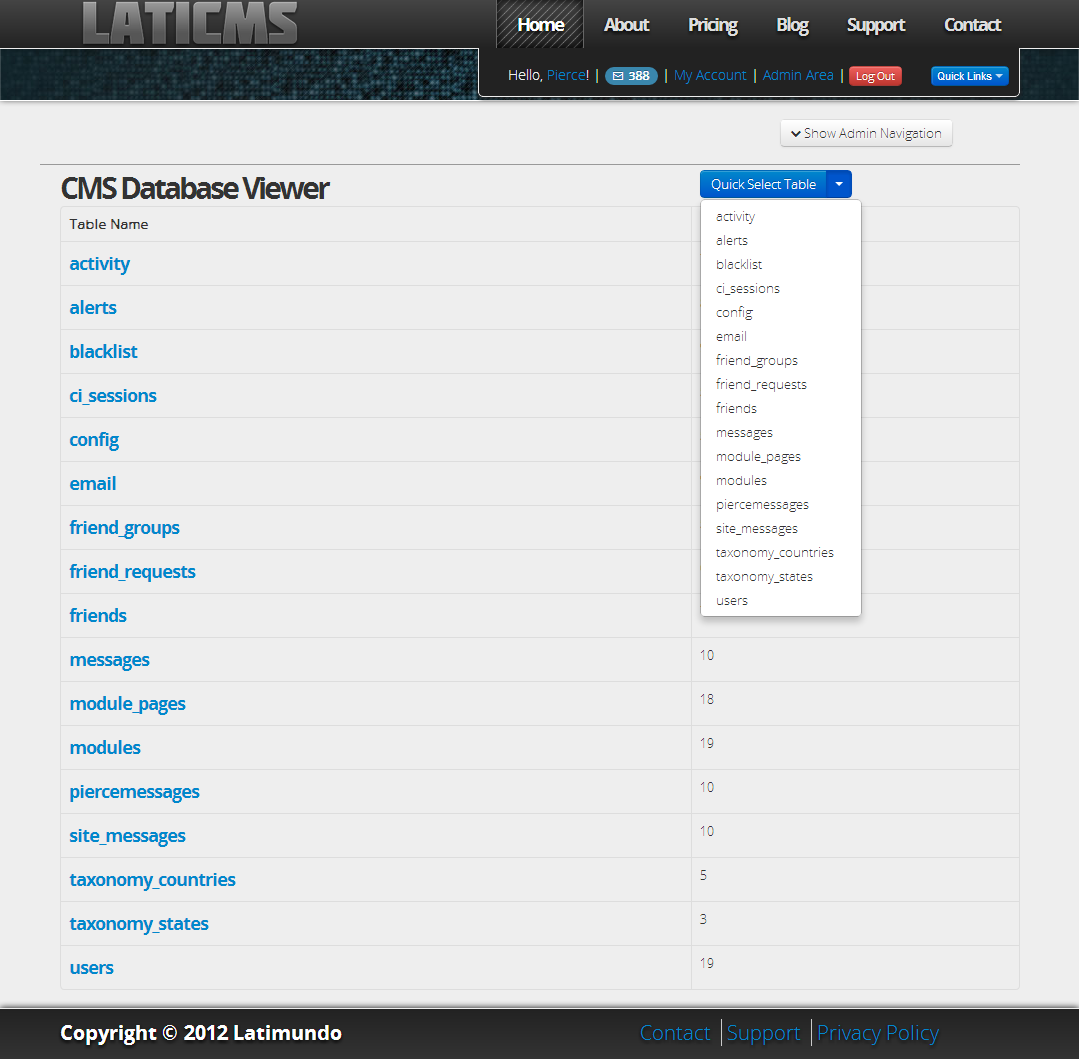 LATICMS
Home About Pricing Blog Support Contact
Hello, Pierce! | 388 | My Account | Admin Area | Log Out Quick Links
Show Admin Navigation
CMS Database Viewer
Quick Select Table
Table Name
activity
alerts
blacklist
ci_sessions
config
email
friend_groups
friend_requests
friends
messages 10
module_pages 18
modules 19
piercemessages 10
site_messages 10
taxonomy_countries 5
taxonomy_states 3
users 19
activity
alerts
blacklist
ci_sessions
config
email
friend_groups
friend_requests
friends
messages
module_pages
modules
piercemessages
site_messages
taxonomy_countries
taxonomy_states
users
Copyright © 2012 Latimundo
Contact | Support | Privacy Policy